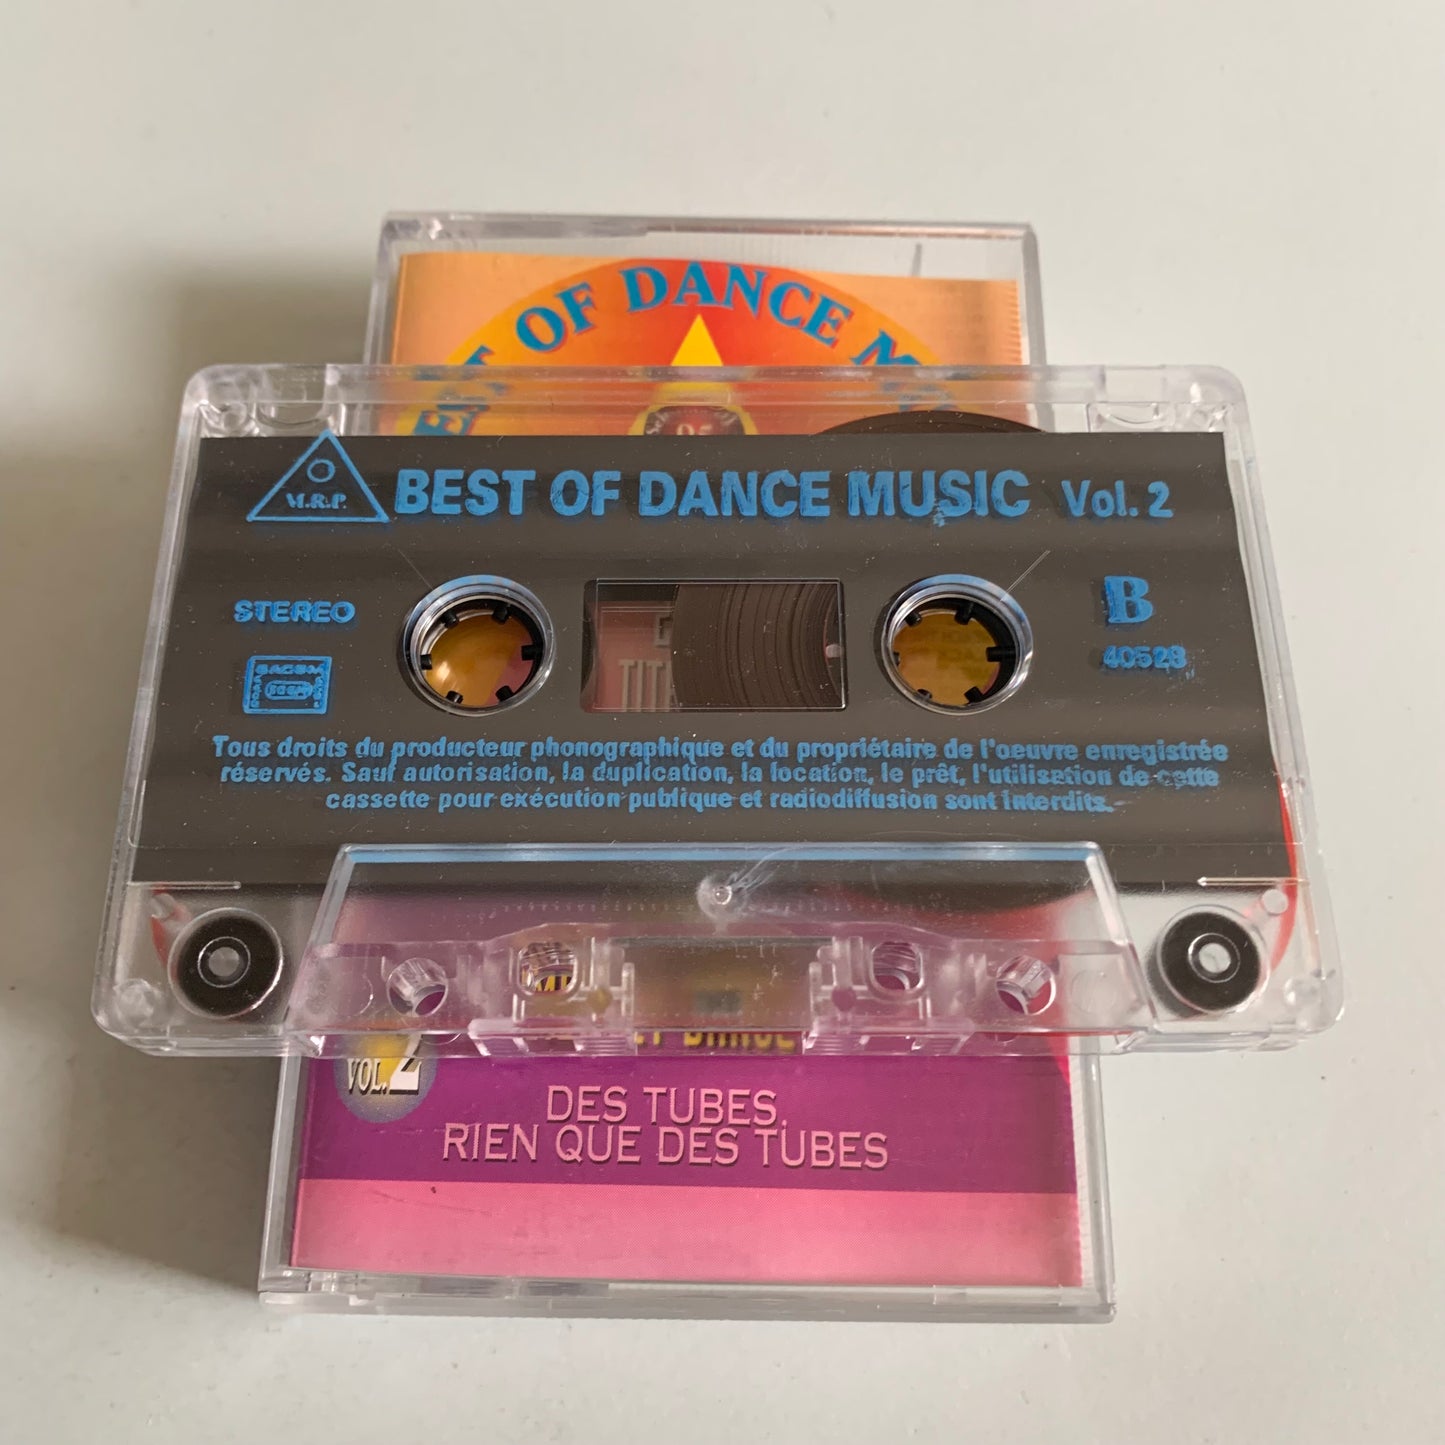 BEST OF DANCE M
95
M.R.P.
BEST OF DANCE MUSIC Vol. 2
STEREO
B
40528
SACEM
Tous droits du producteur phonographique et du propriétaire de l'oeuvre enregistrée
réservés. Sauf autorisation, la duplication, la location, le prêt, l'utilisation de cette
cassette pour exécution publique et radiodiffusion sont interdits.
VOL. 2
DANCE
DES TUBES,
RIEN QUE DES TUBES